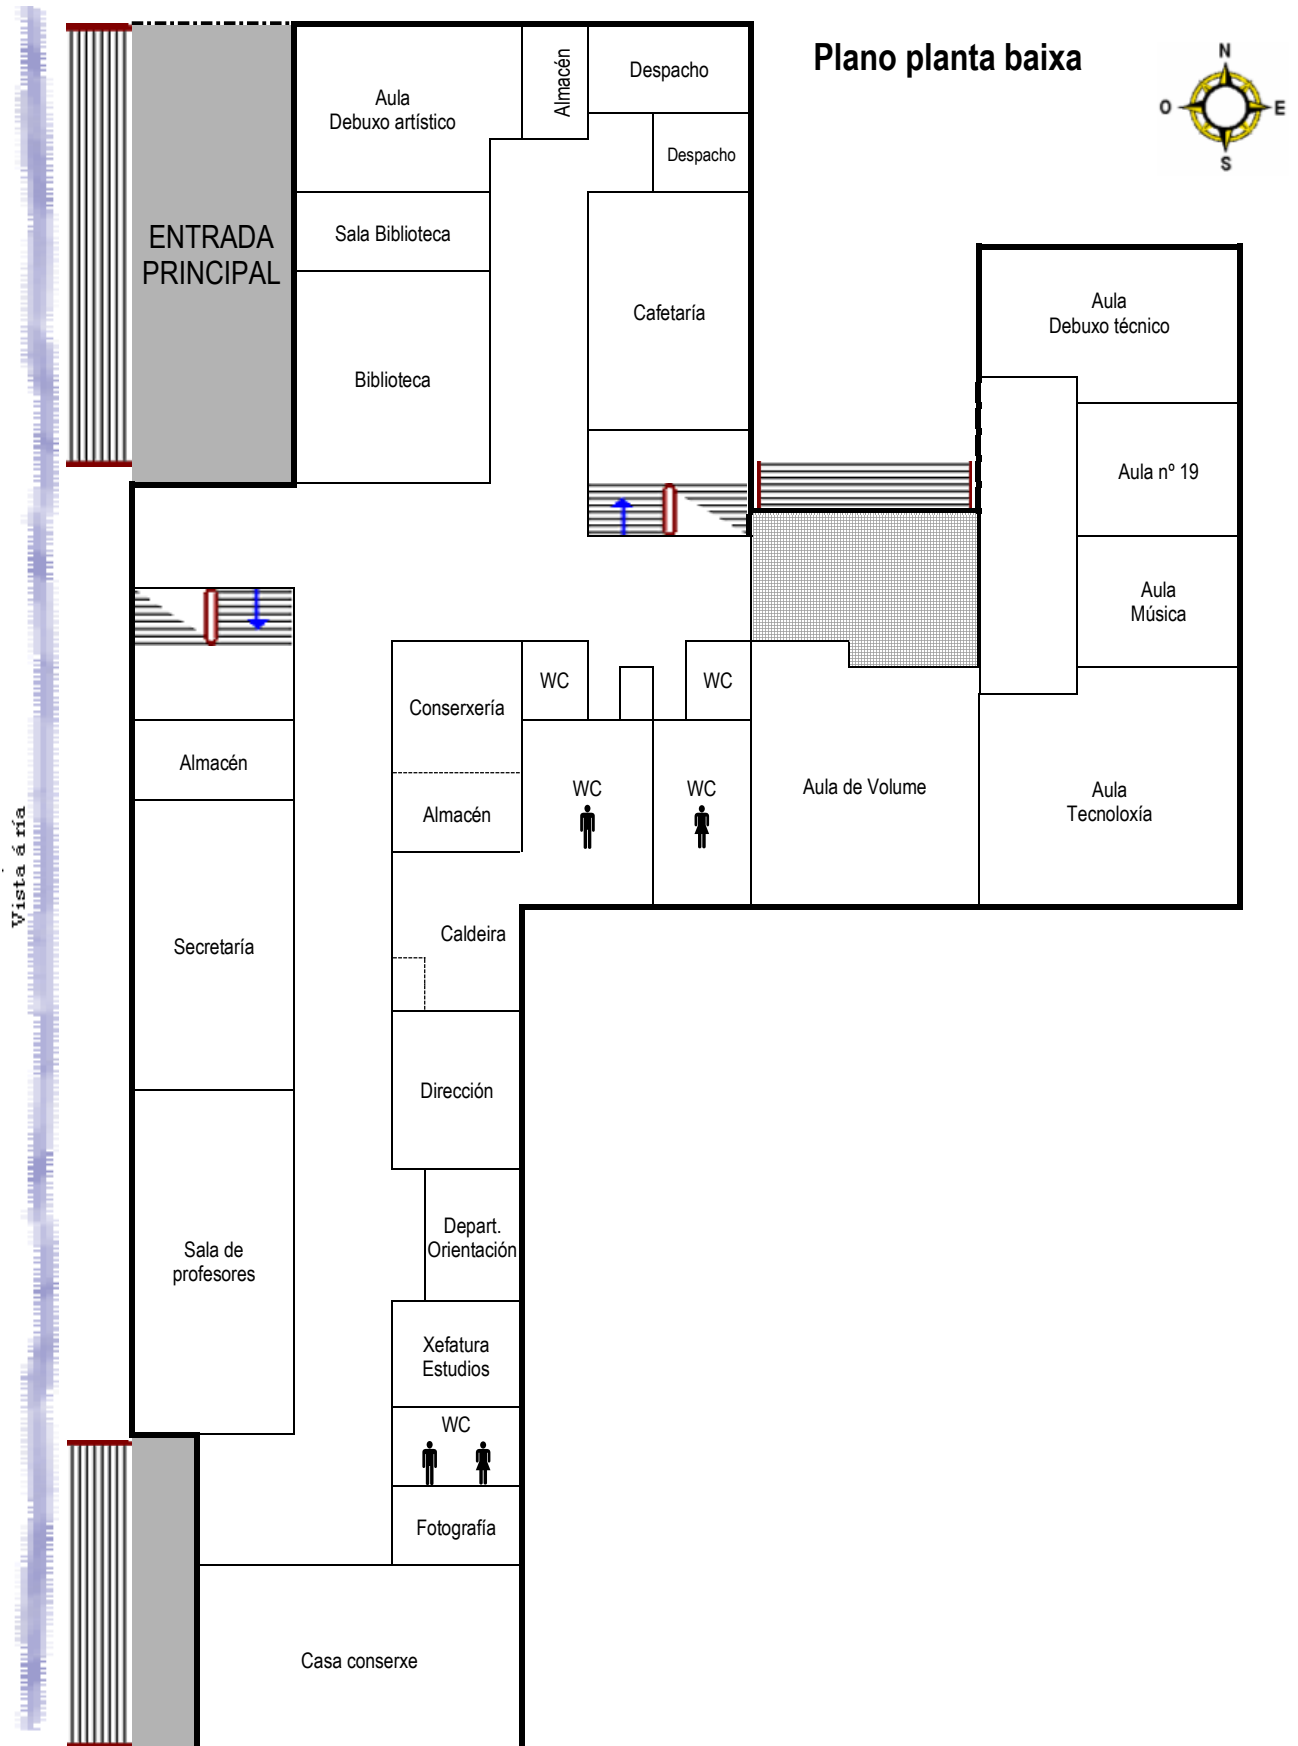 Plano planta baixa
N
O
E
S
Aula
Debuxo artístico
Almacén
Despacho
Despacho
ENTRADA
PRINCIPAL
Sala Biblioteca
Cafetaría
Biblioteca
Aula
Debuxo técnico
Aula nº 19
Aula
Música
WC
WC
Conserxería
Almacén
Almacén
WC
WC
Aula de Volume
Aula
Tecnoloxía
Vista á ría
Secretaría
Caldeira
Dirección
Depart.
Orientación
Sala de
profesores
Xefatura
Estudios
WC
Fotografía
Casa conserxe